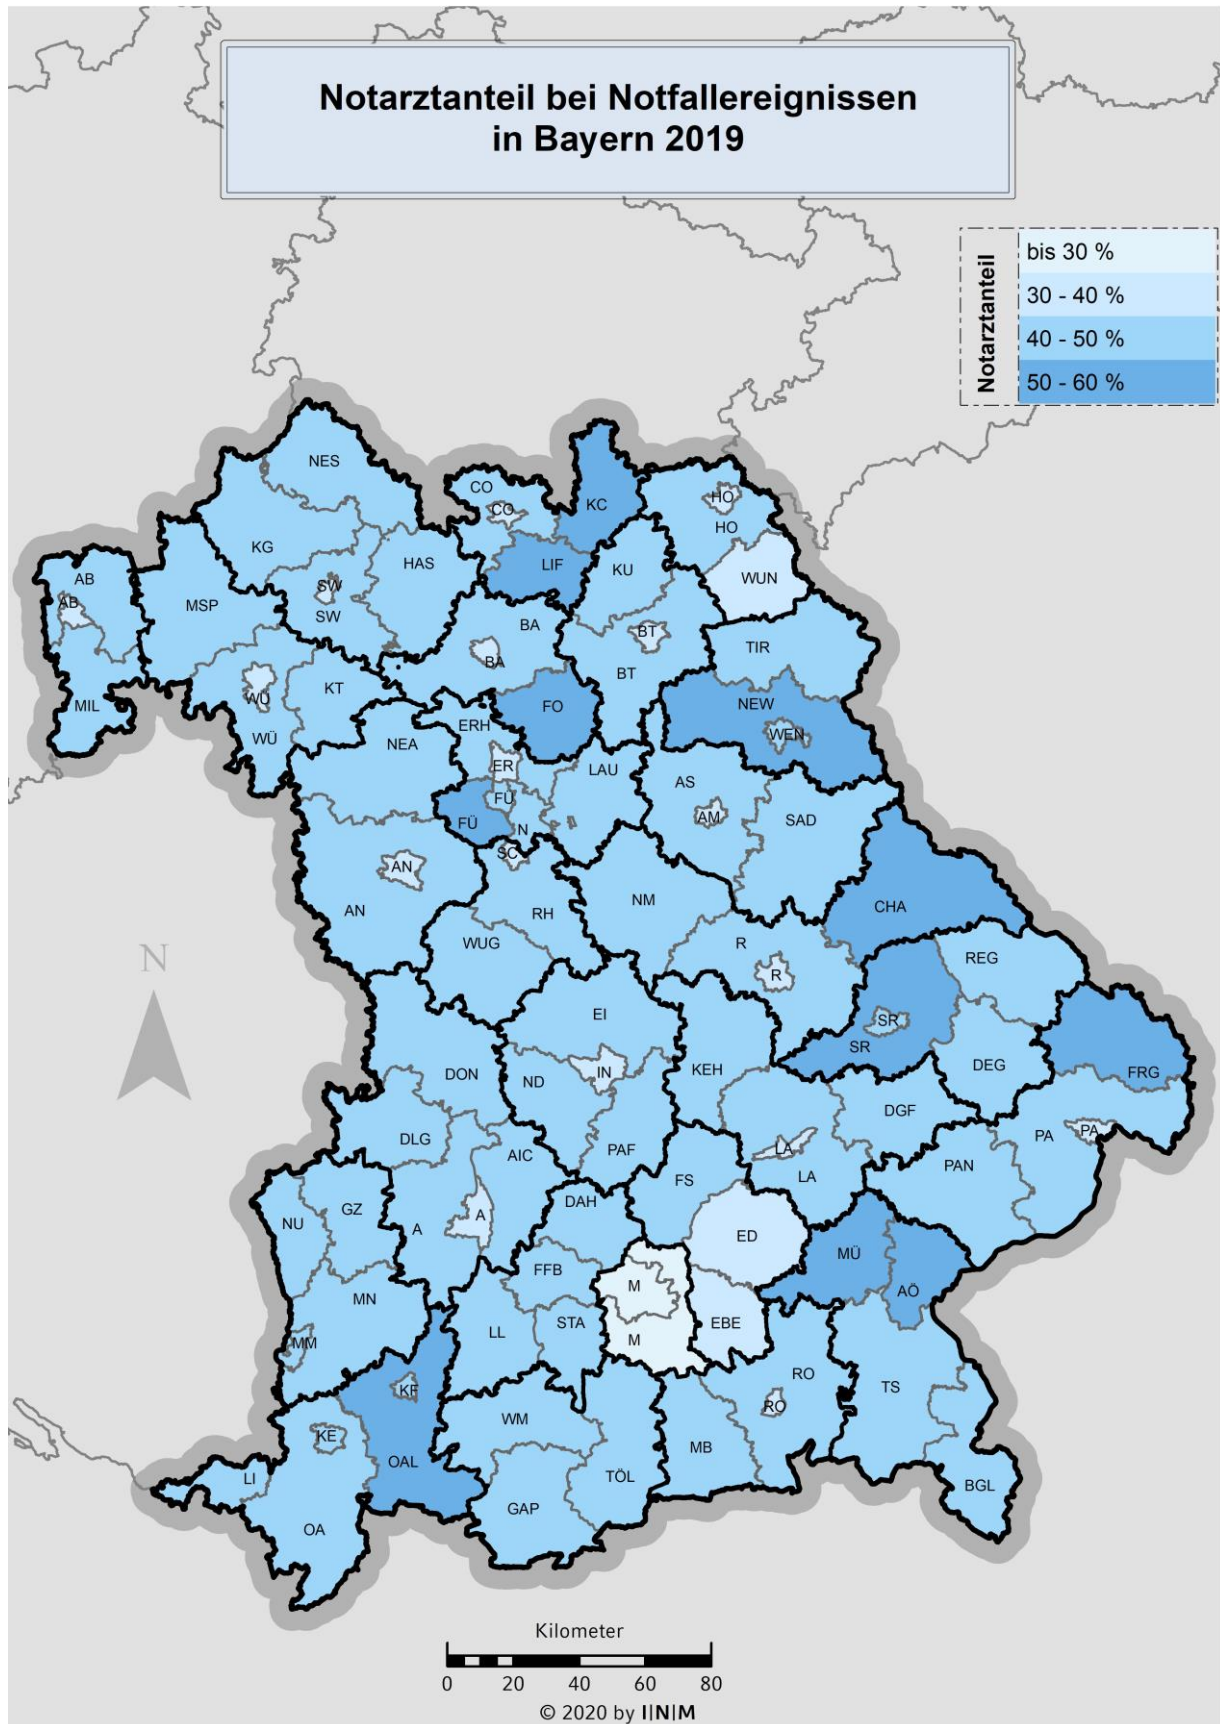 Notarztanteil bei Notfallereignissen
in Bayern 2019
Notarztanteil
bis 30 %
30 - 40 %
40 - 50 %
50 - 60 %
NES
CO
CO
KC
HO
HO
KG
HAS
LIF
KU
WUN
AB
AB
MSP
SW
SW
BA
BA
BT
BT
TIR
MIL
WÜ
WÜ
KT
FO
NEW
WEN
NEA
ERH
ER
LAU
AS
AM
SAD
FÜ
FÜ
N
SC
AN
AN
RH
NM
CHA
WUG
R
R
REG
N
EI
SR
SR
DEG
FRG
DON
ND
IN
KEH
DGF
PA
PA
DLG
AIC
PAF
LA
LA
PAN
NU
GZ
A
A
DAH
FS
ED
MÜ
AÖ
FFB
M
M
EBE
MN
MM
LL
STA
RO
RO
TS
KF
KE
OAL
WM
MB
LI
OA
GAP
TÖL
BGL
Kilometer
0 20 40 60 80
© 2020 by I|N|M